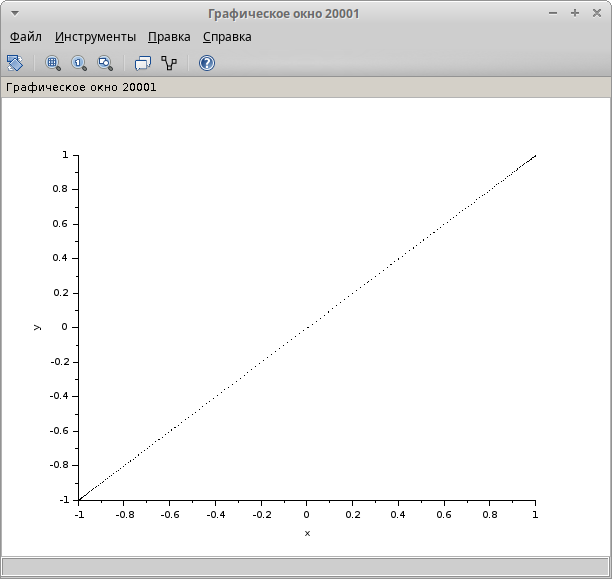 Графическое окно 20001
Файл Инструменты Правка Справка
Графическое окно 20001
1
0.8
0.6
0.4
0.2
y
0
-0.2
-0.4
-0.6
-0.8
-1
-1 -0.8 -0.6 -0.4 -0.2 0 0.2 0.4 0.6 0.8 1
x